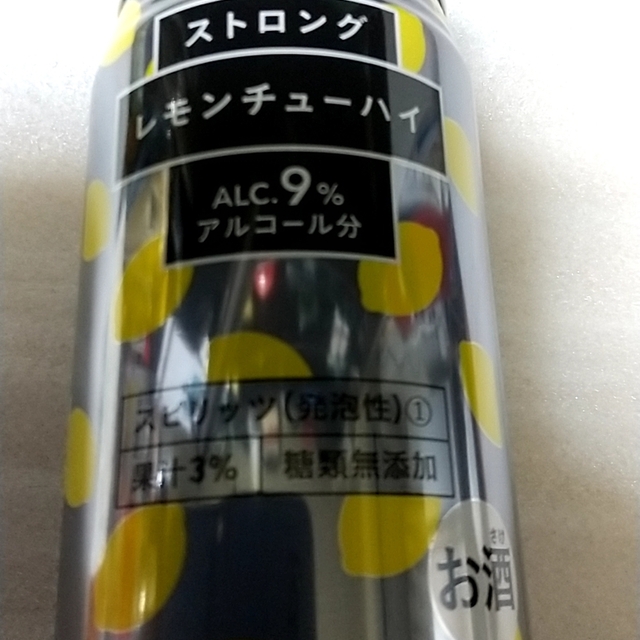 ストロング
レモンチューハイ
ALC.9%
アルコール分
スピリッツ(発泡性)①
果汁3% 糖類無添加
さけ
お酒